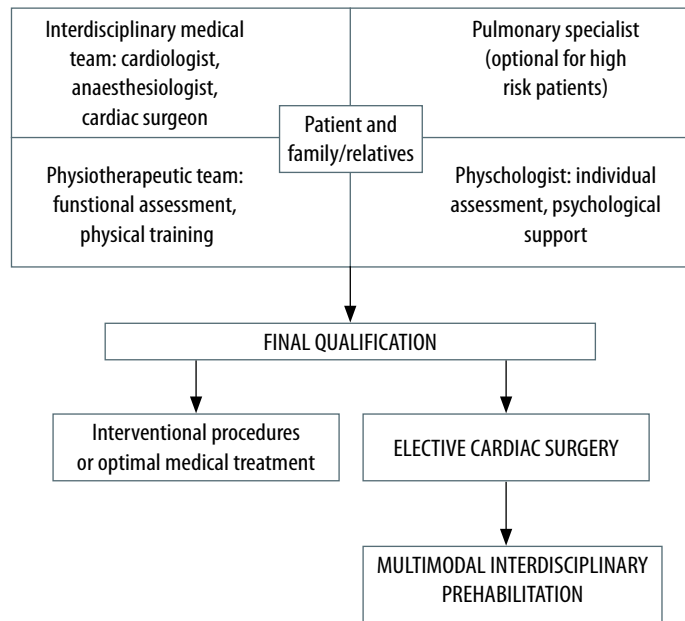 Interdisciplinary medical
team: cardiologist,
anaesthesiologist,
cardiac surgeon
Pulmonary specialist
(optional for high
risk patients)
Patient and
family/relatives
Physiotherapeutic team:
funstional assessment,
physical training
Physchologist: individual
assessment, psychological
support
FINAL QUALIFICATION
Interventional procedures
or optimal medical treatment
ELECTIVE CARDIAC SURGERY
MULTIMODAL INTERDISCIPLINARY
PREHABILITATION